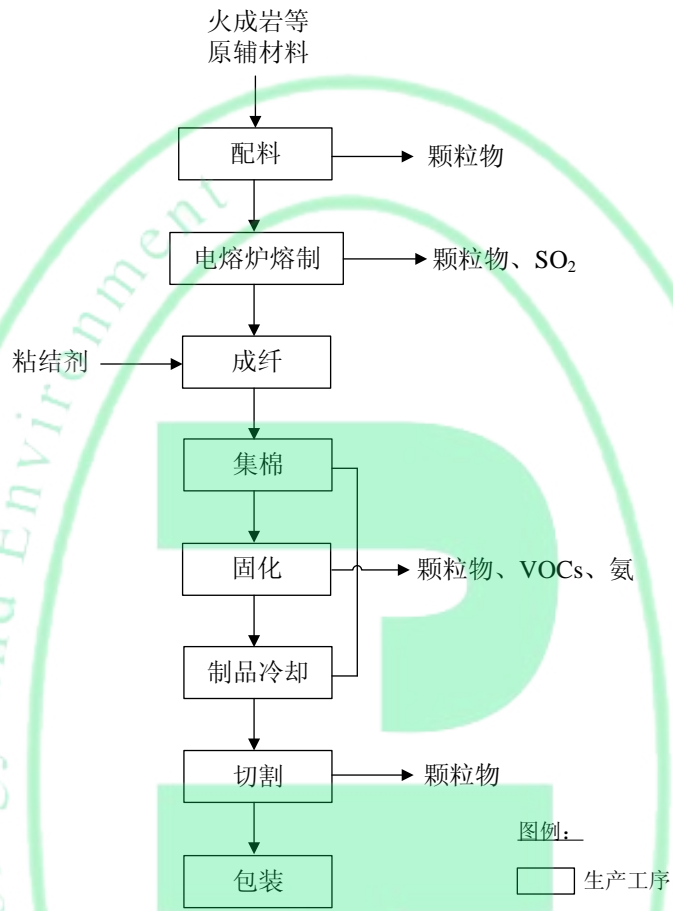 火成岩等
原辅材料
配料
颗粒物
电熔炉熔制
颗粒物、SO₂
粘结剂
成纤
集棉
固化
颗粒物、VOCs、氨
制品冷却
切割
颗粒物
包装
图例：
生产工序
and Environment